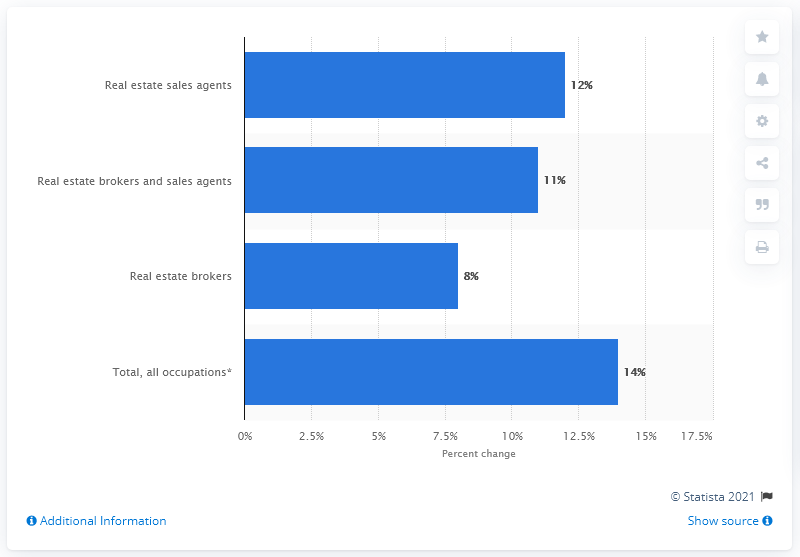 Real estate sales agents
12%
Real estate brokers and sales agents
11%
Real estate brokers
8%
Total, all occupations*
14%
0% 2.5% 5% 7.5% 10% 12.5% 15% 17.5%
Percent change
© Statista 2021
Additional Information
Show source